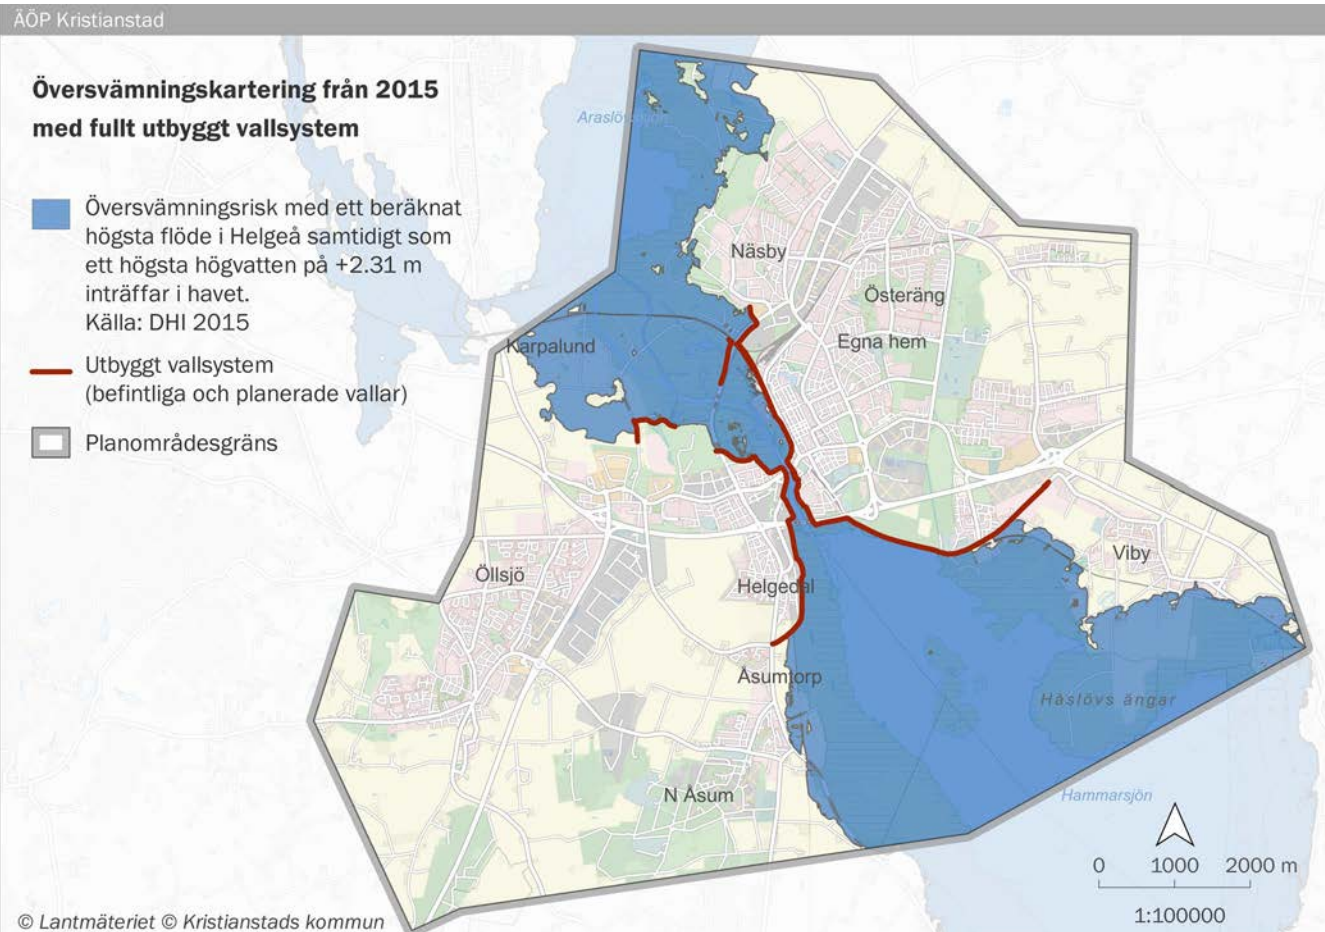 ÄÖP Kristianstad
Översvämningskartering från 2015
med fullt utbyggt vallsystem
Översvämningsrisk med ett beräknat
högsta flöde i Helgeå samtidigt som
ett högsta högvatten på +2.31 m
inträffar i havet.
Källa: DHI 2015
Utbyggt vallsystem
(befintliga och planerade vallar)
Planområdesgräns
Näsby
Österäng
Egna hem
Karpalund
Öllsjö
Helgedal
Viby
Åsumtorp
Håslövs ängar
N Åsum
Hammarsjön
0 1000 2000 m
1:100000
© Lantmäteriet © Kristianstads kommun